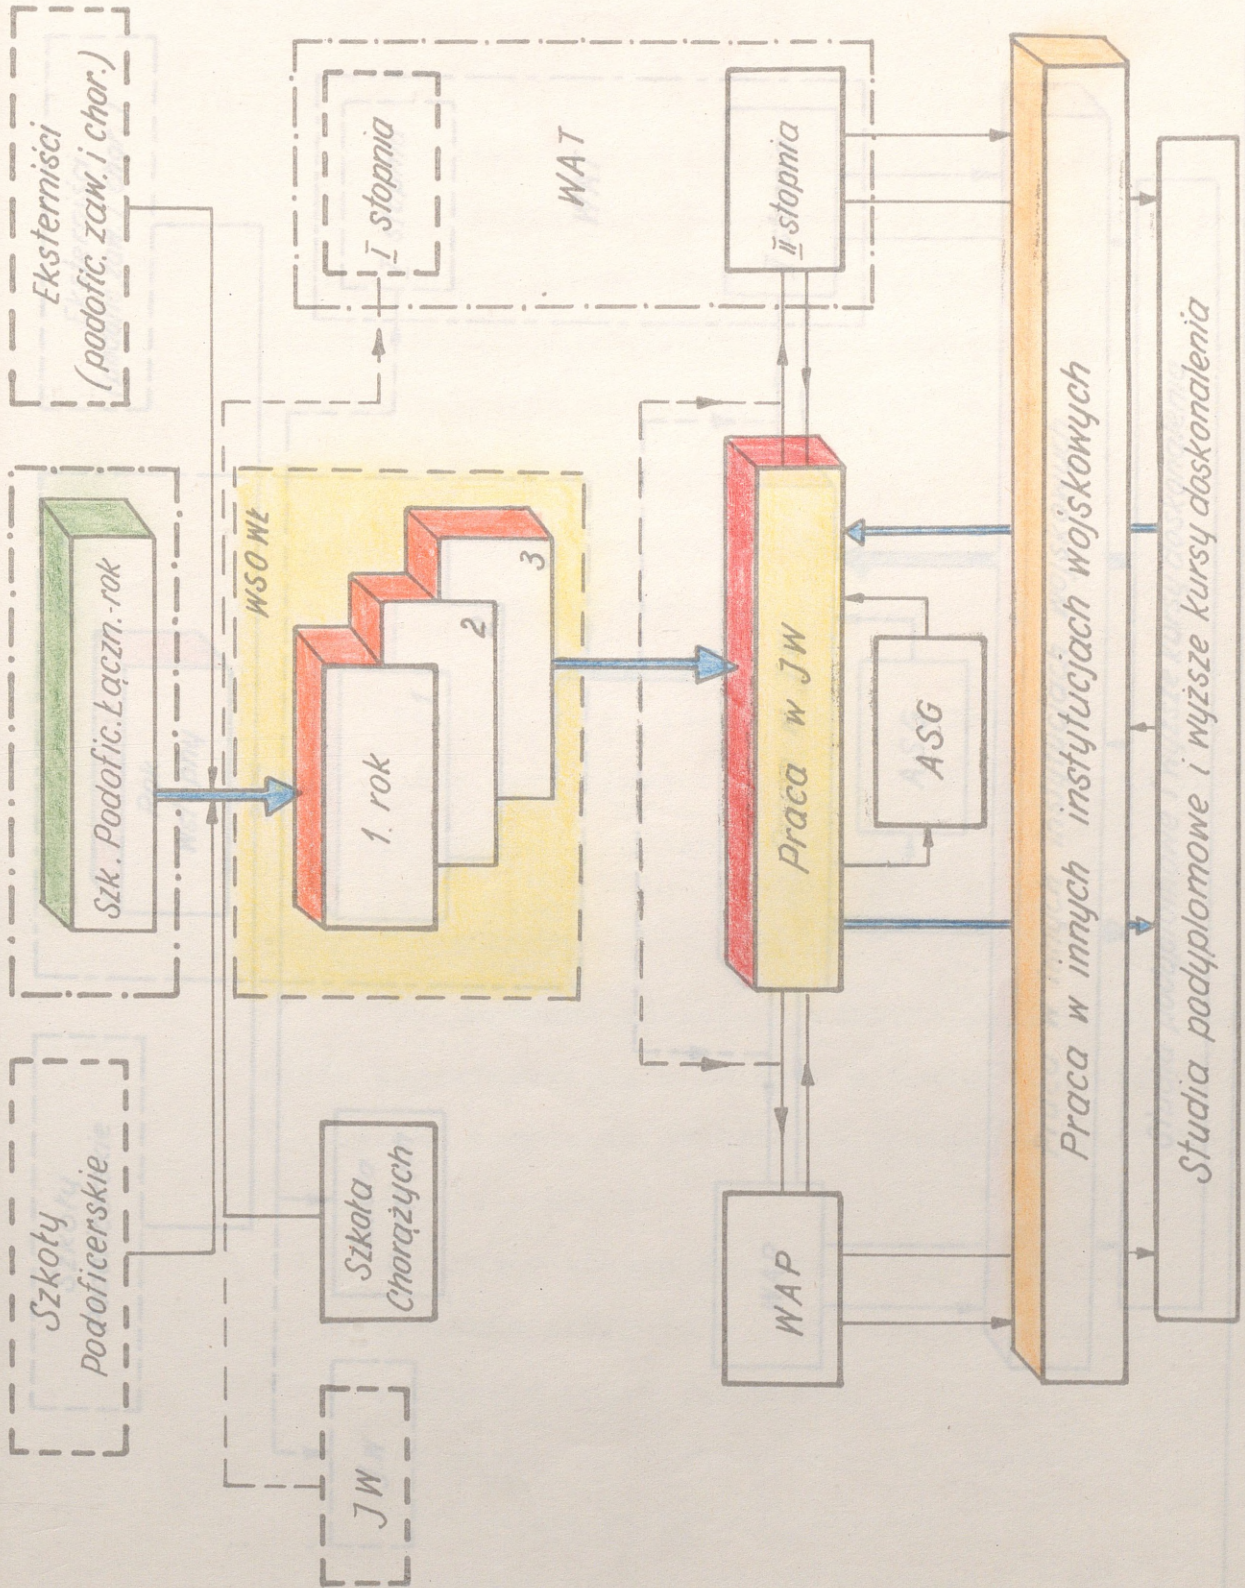 Szkoły
Podoficerskie
Szk. Podofic. Łączn.-rok
Eksterniści
(podofic. zaw. i chor.)
WSOWŁ
1. rok
2
3
JW
Szkoła
Chorążych
I stopnia
WAT
II stopnia
WAP
Praca w JW
ASG
Praca w innych instytucjach wojskowych
Studia podyplomowe i wyższe kursy doskonalenia